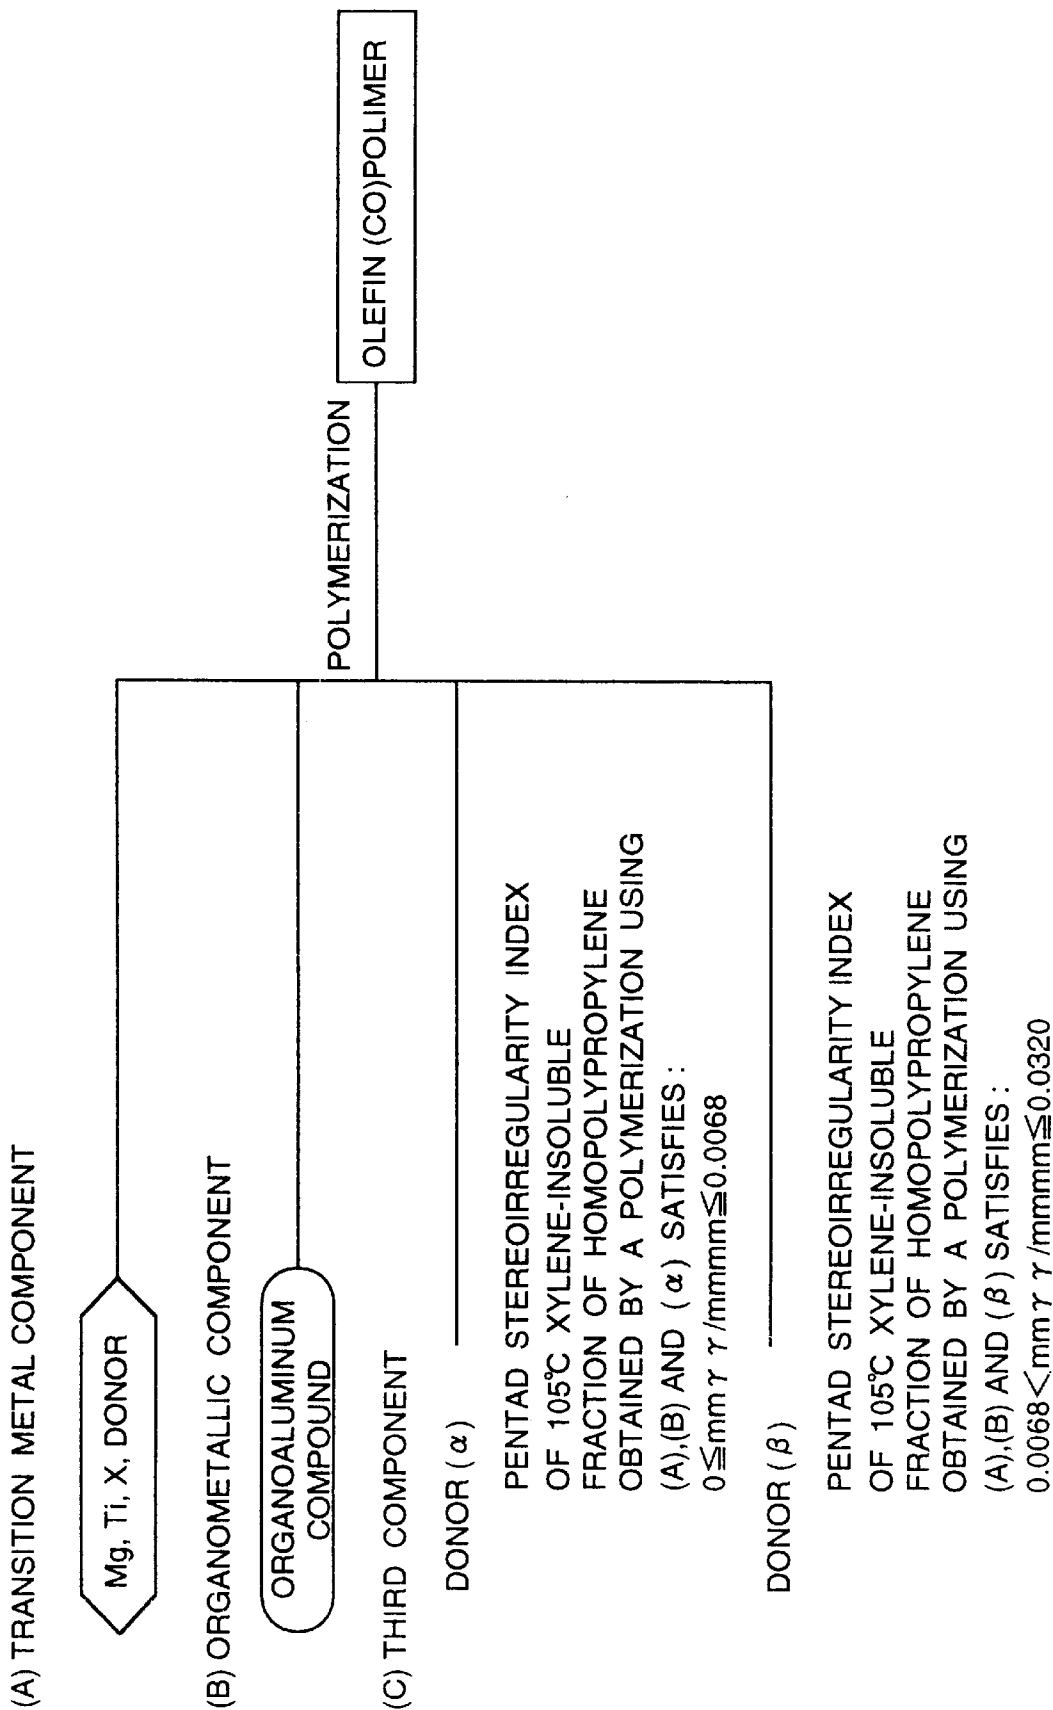 (A) TRANSITION METAL COMPONENT
Mg, Ti, X, DONOR
(B) ORGANOMETALLIC COMPONENT
ORGANOALUMINUM
COMPOUND
(C) THIRD COMPONENT
DONOR (α)
PENTAD STEREOIRREGULARITY INDEX
OF 105℃ XYLENE-INSOLUBLE
FRACTION OF HOMOPOLYPROPYLENE
OBTAINED BY A POLYMERIZATION USING
(A),(B) AND (α) SATISFIES :
0≦mm γ γ /mmmm≦0.0068
DONOR (β)
PENTAD STEREOIRREGULARITY INDEX
OF 105℃ XYLENE-INSOLUBLE
FRACTION OF HOMOPOLYPROPYLENE
OBTAINED BY A POLYMERIZATION USING
(A),(B) AND (β) SATISFIES :
0.0068<mm γ γ /mmmm≦0.0320
POLYMERIZATION
OLEFIN (CO)POLIMER